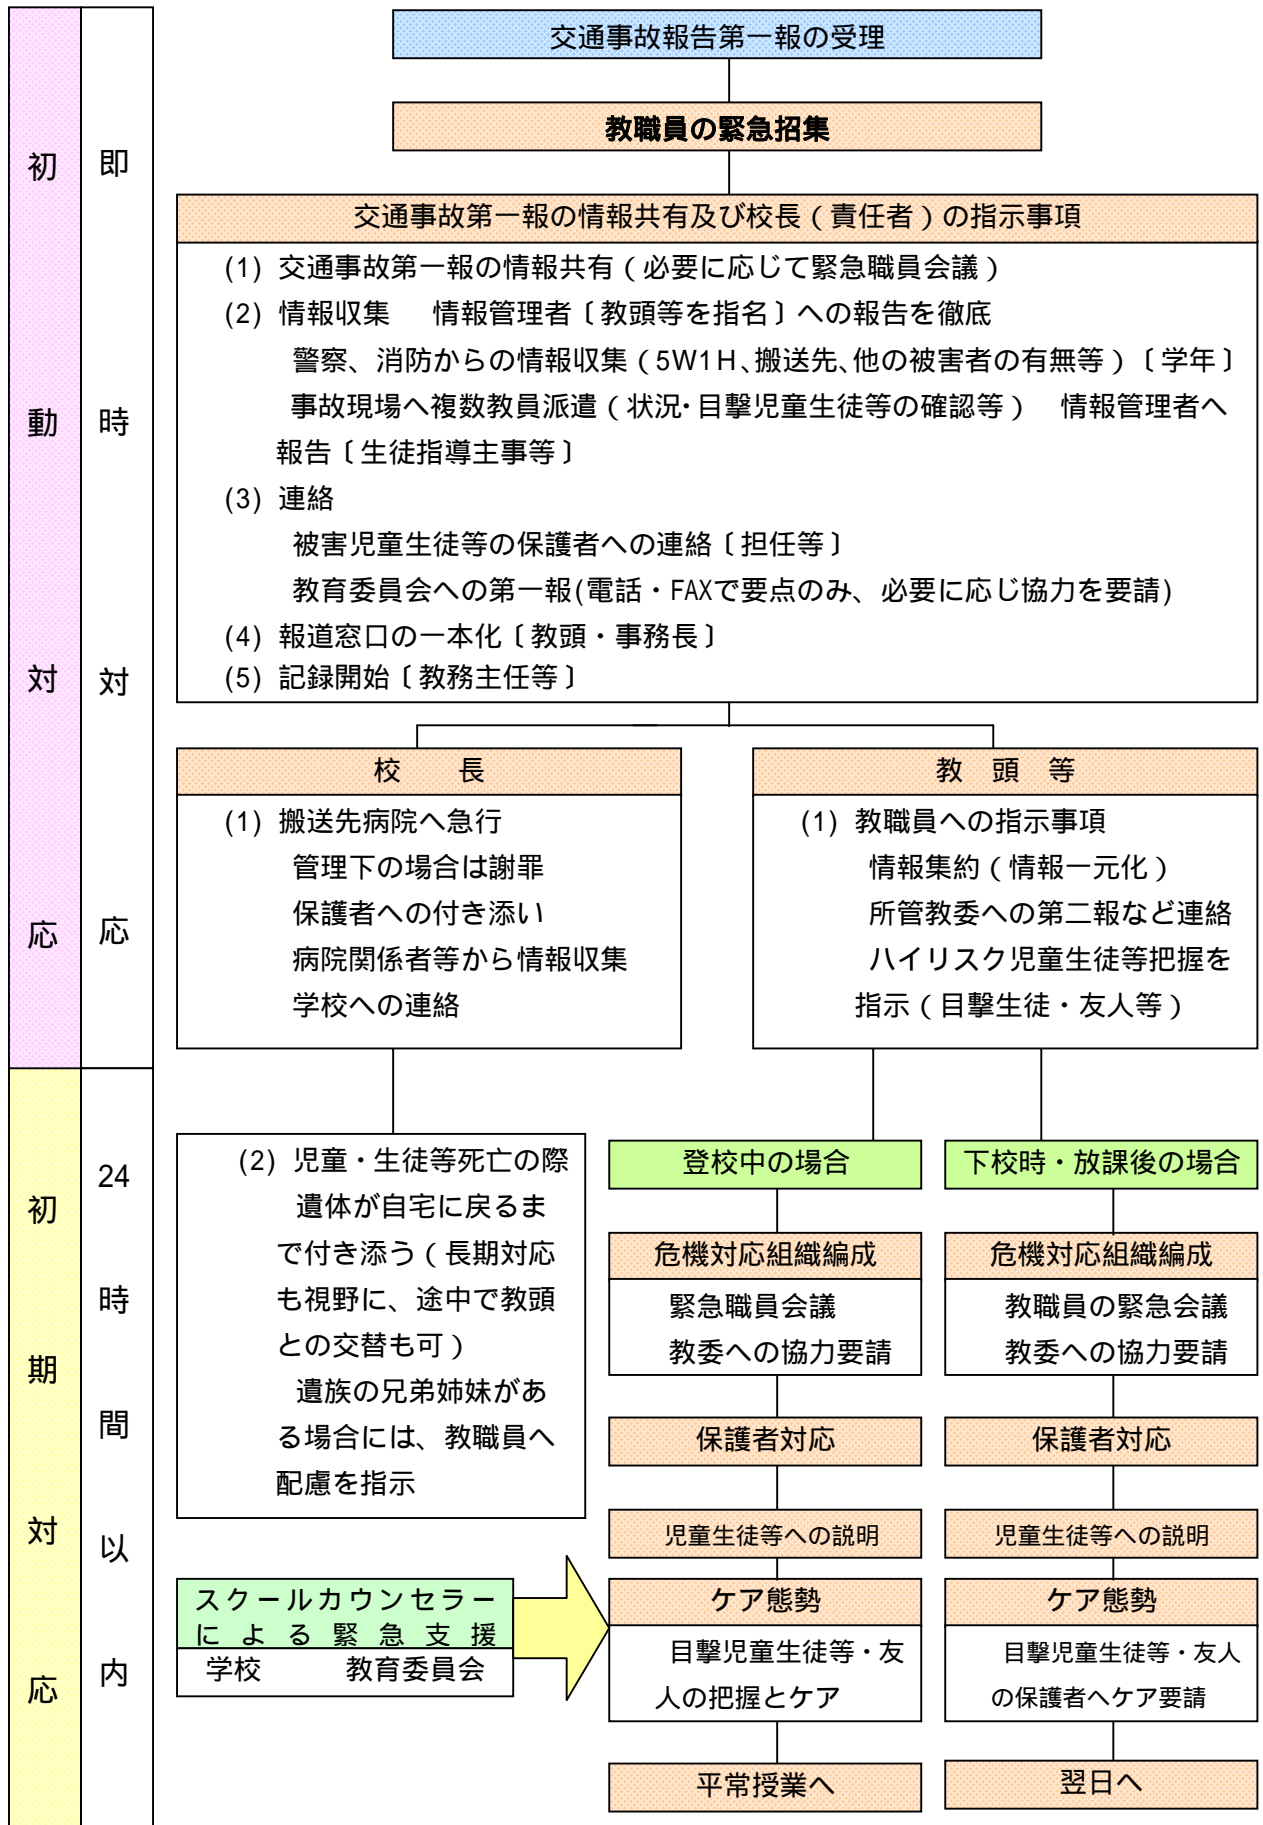 初動対応
即時対応
交通事故報告第一報の受理
教職員の緊急招集
交通事故第一報の情報共有及び校長（責任者）の指示事項
(1) 交通事故第一報の情報共有（必要に応じて緊急職員会議）
(2) 情報収集　情報管理者〔教頭等を指名〕への報告を徹底
警察、消防からの情報収集（5W1H、搬送先、他の被害者の有無等）〔学年〕
事故現場へ複数教員派遣（状況・目撃児童生徒等の確認等）　情報管理者へ
報告〔生徒指導主事等〕
(3) 連絡
被害児童生徒等の保護者への連絡〔担任等〕
教育委員会への第一報(電話・FAXで要点のみ、必要に応じ協力を要請)
(4) 報道窓口の一本化〔教頭・事務長〕
(5) 記録開始〔教務主任等〕
校　長
(1) 搬送先病院へ急行
管理下の場合は謝罪
保護者への付き添い
病院関係者等から情報収集
学校への連絡
教　頭　等
(1) 教職員への指示事項
情報集約（情報一元化）
所管教委への第二報など連絡
ハイリスク児童生徒等把握を
指示（目撃生徒・友人等）
初期対応
24時間以内
(2) 児童・生徒等死亡の際
遺体が自宅に戻るま
で付き添う（長期対応
も視野に、途中で教頭
との交替も可）
遺族の兄弟姉妹があ
る場合には、教職員へ
配慮を指示
スクールカウンセラー
による緊急支援
学校　教育委員会
登校中の場合
危機対応組織編成
緊急職員会議
教委への協力要請
保護者対応
児童生徒等への説明
ケア態勢
目撃児童生徒等・友
人の把握とケア
平常授業へ
下校時・放課後の場合
危機対応組織編成
教職員の緊急会議
教委への協力要請
保護者対応
児童生徒等への説明
ケア態勢
目撃児童生徒等・友人
の保護者へケア要請
翌日へ